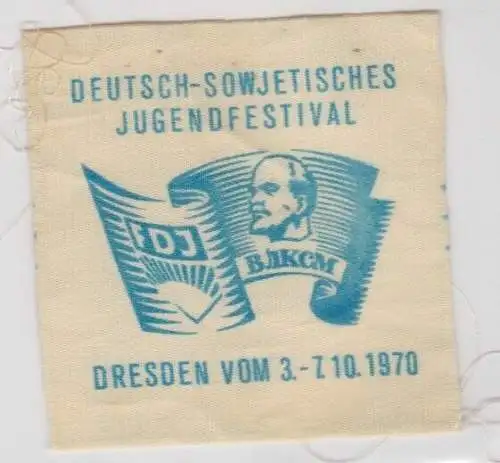 DEUTSCH-SOWJETISCHES
JUGENDFESTIVAL
FDJ
ВЛКСМ
DRESDEN VOM 3.-7.10.1970